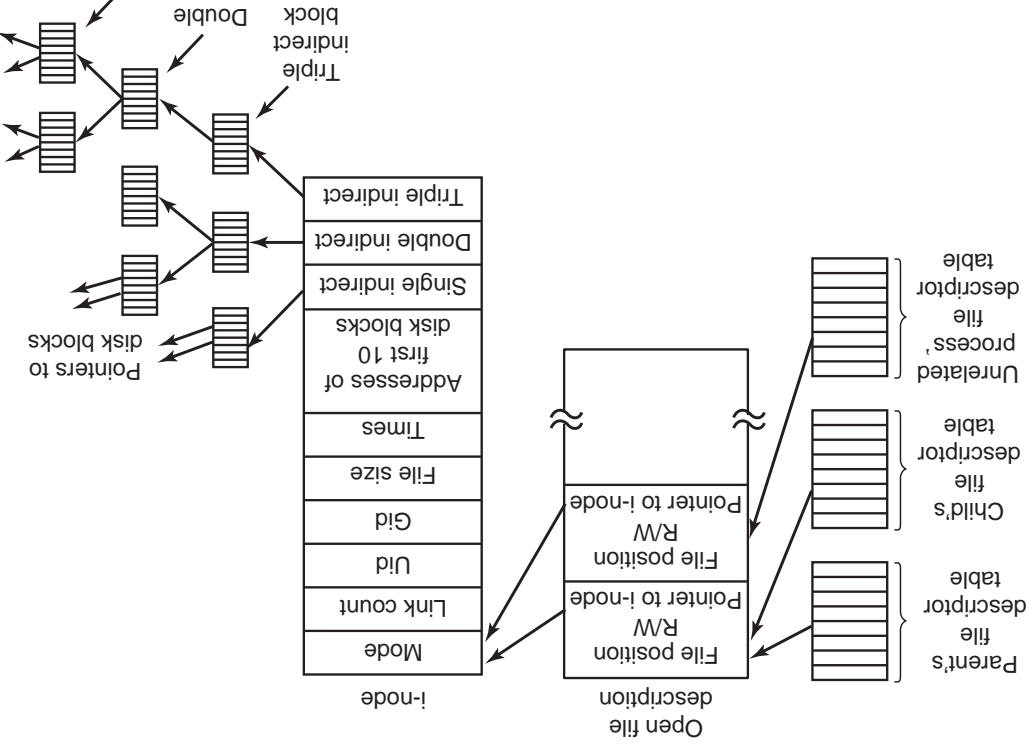 Parent's
file
descriptor
table
Child's
file
descriptor
table
Unrelated
process'
file
descriptor
table
Open file
description
File position
R/W
Pointer to i-node
File position
R/W
Pointer to i-node
i-node
Mode
Link count
Uid
Gid
File size
Times
Addresses of
first 10
disk blocks
Single indirect
Double indirect
Triple indirect
Pointers to
disk blocks
Triple
indirect
block
Double